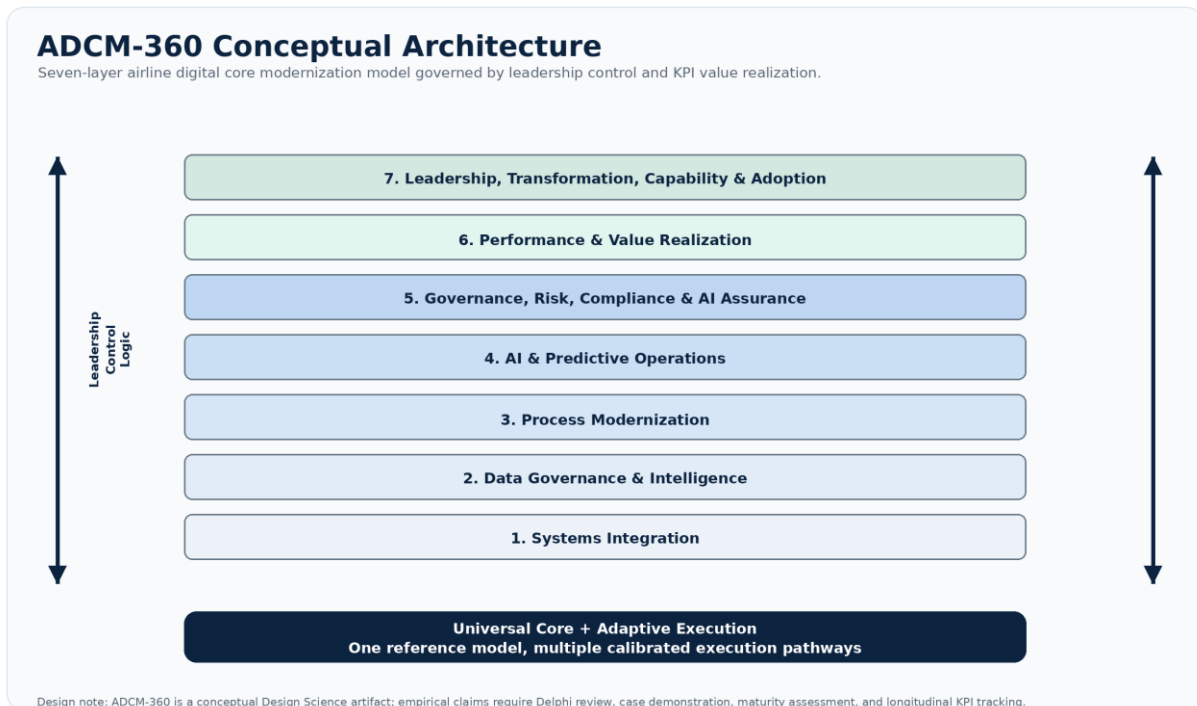 ADCM-360 Conceptual Architecture
Seven-layer airline digital core modernization model governed by leadership control and KPI value realization.
7. Leadership, Transformation, Capability & Adoption
6. Performance & Value Realization
5. Governance, Risk, Compliance & AI Assurance
4. AI & Predictive Operations
3. Process Modernization
2. Data Governance & Intelligence
1. Systems Integration
Leadership
Control
Logic
Universal Core + Adaptive Execution
One reference model, multiple calibrated execution pathways
Design note: ADCM-360 is a conceptual Design Science artifact; empirical claims require Delphi review, case demonstration, maturity assessment, and longitudinal KPI tracking.